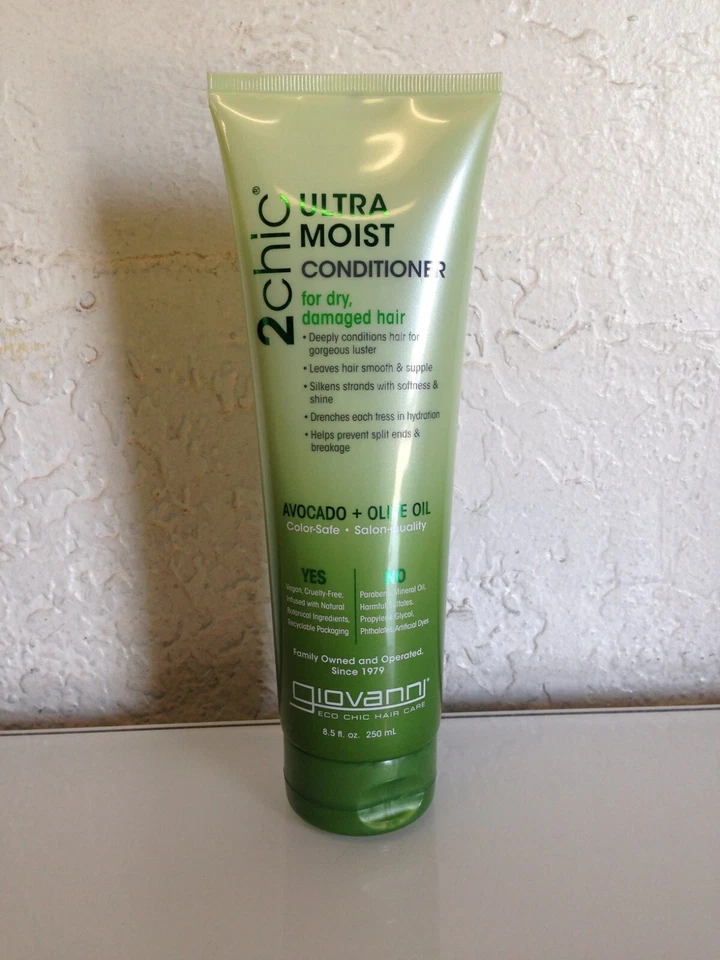 2chic®
ULTRA
MOIST
CONDITIONER
for dry,
damaged hair
• Deeply conditions hair for
gorgeous luster
• Leaves hair smooth & supple
• Silkens strands with softness &
shine
• Drenches each tress in hydration
• Helps prevent split ends &
breakage
AVOCADO + OLIVE OIL
Color-Safe • Salon-Quality
YES
Vegan, Cruelty-Free,
Infused with Natural
Botanical Ingredients,
Recyclable Packaging
NO
Parabens, Mineral Oil,
Harmful Sulfates,
Propylene Glycol,
Phthalates, Artificial Dyes
Family Owned and Operated.
Since 1979
giovanni®
ECO CHIC HAIR CARE
8.5 fl. oz. 250 mL